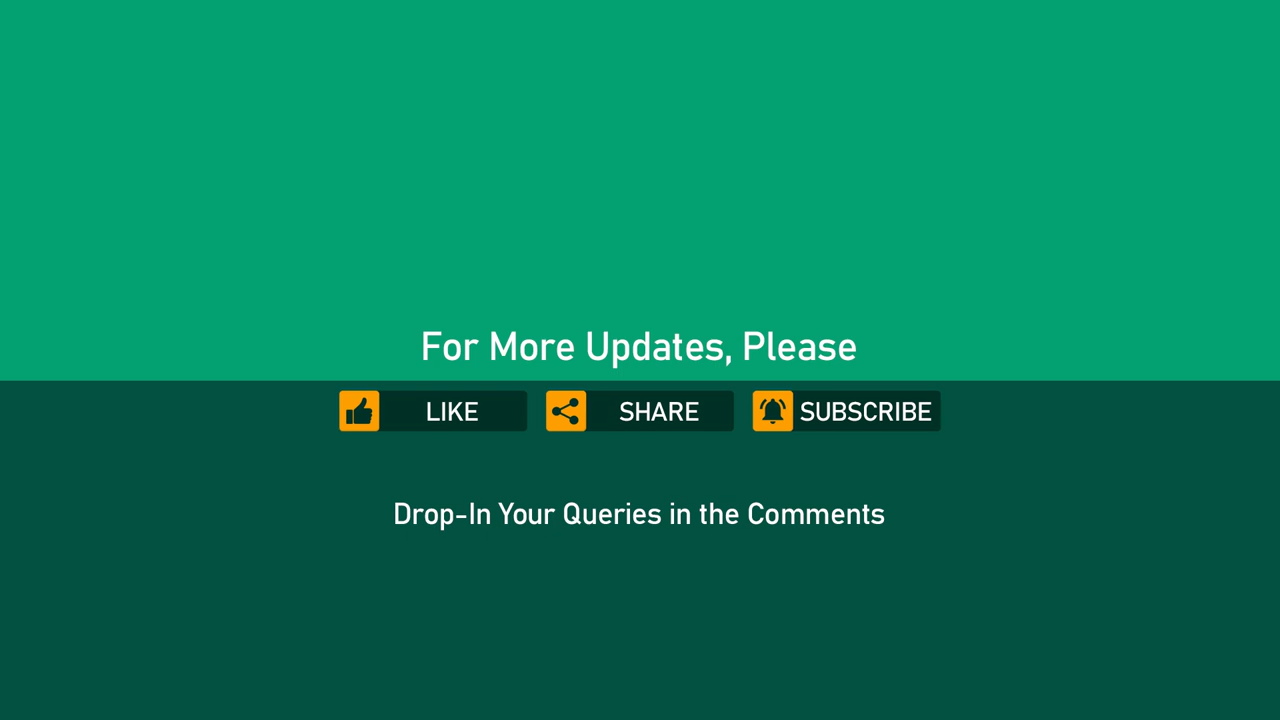 For More Updates, Please
LIKE SHARE SUBSCRIBE
Drop-In Your Queries in the Comments